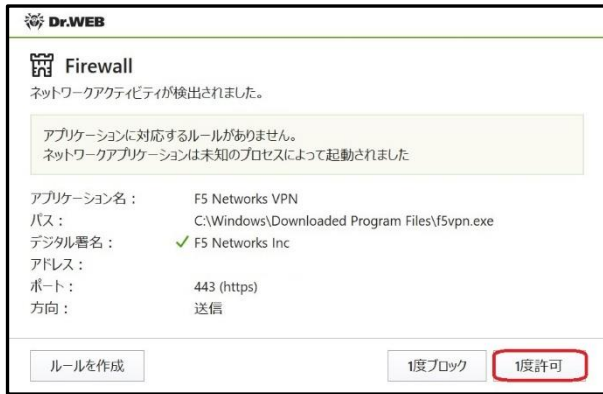 Dr.WEB
Firewall
ネットワークアクティビティが検出されました。
アプリケーションに対応するルールがありません。
ネットワークアプリケーションは未知のプロセスによって起動されました
アプリケーション名： F5 Networks VPN
パス： C:\Windows\Downloaded Program Files\f5vpn.exe
デジタル署名： ✓ F5 Networks Inc
アドレス：
ポート： 443 (https)
方向： 送信
ルールを作成 1度ブロック 1度許可